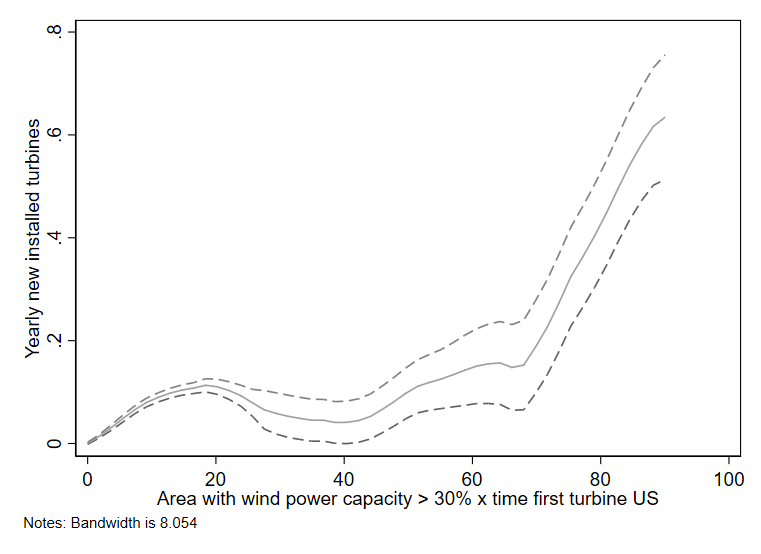 .8
.6
.4
.2
0
Yearly new installed turbines
0 20 40 60 80 100
Area with wind power capacity > 30% x time first turbine US
Notes: Bandwidth is 8.054